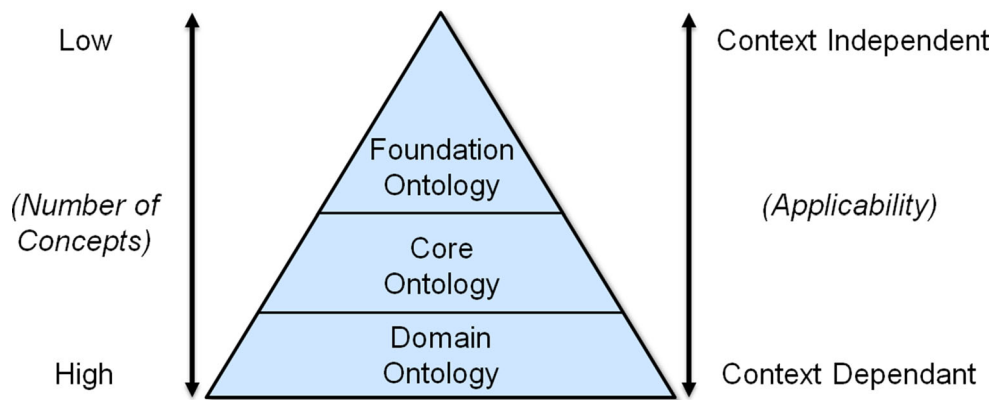 Low
Context Independent
Foundation
Ontology
(Number of
Concepts)
(Applicability)
Core
Ontology
Domain
Ontology
High
Context Dependant